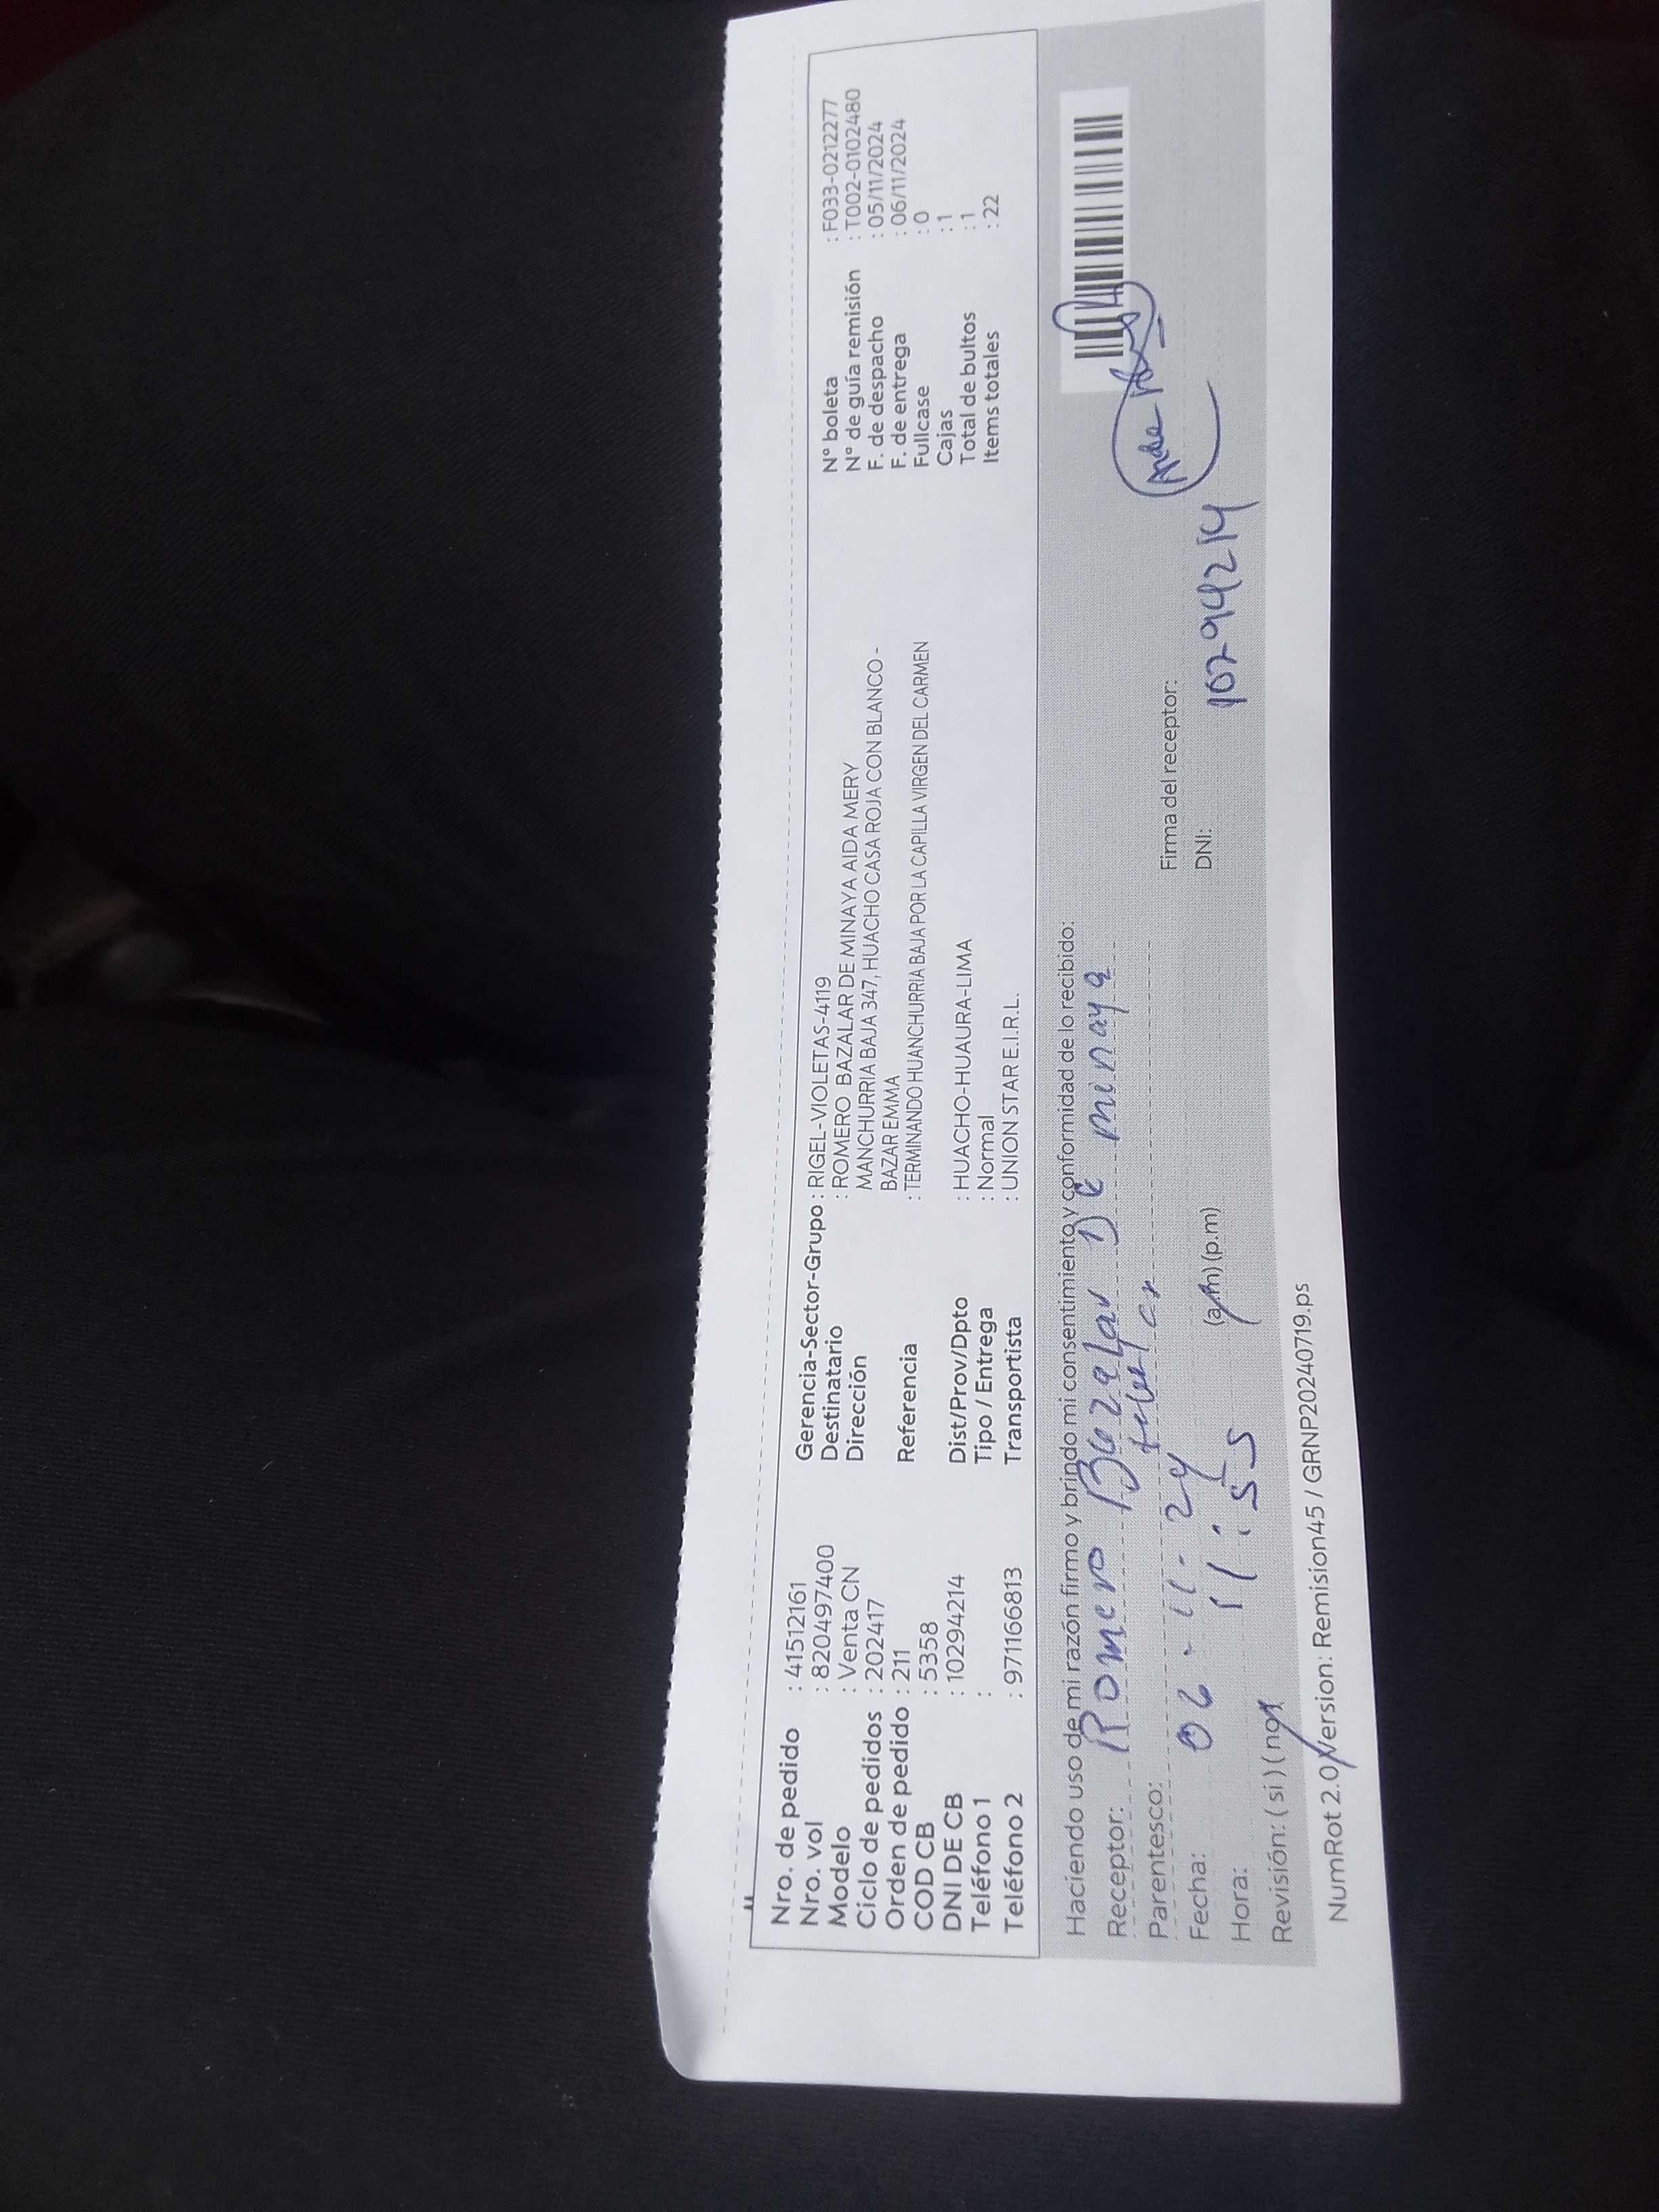 Nro. de pedido : 41512161
Nro. vol : 820497400
Modelo : Venta CN
Ciclo de pedidos : 202417
Orden de pedido : 211
COD CB : 5358
DNI DE CB : 10294214
Teléfono 1 :
Teléfono 2 : 971166813
Gerencia-Sector-Grupo : RIGEL-VIOLETAS-4119
Destinatario : ROMERO BAZALAR DE MINAYA AIDA MERY
Dirección MANCHURRIA BAJA 347, HUACHO CASA ROJA CON BLANCO -
BAZAR EMMA
Referencia : TERMINANDO HUANCHURRIA BAJA POR LA CAPILLA VIRGEN DEL CARMEN
Dist/Prov/Dpto : HUACHO-HUAURA-LIMA
Tipo / Entrega : Normal
Transportista : UNION STAR E.I.R.L.
N° boleta : F033-0212277
N° de guía remisión : T002-0102480
F. de despacho : 05/11/2024
F. de entrega : 06/11/2024
Fullcase : 0
Cajas : 1
Total de bultos : 1
Items totales : 22
Haciendo uso de mi razón firmo y brindo mi consentimiento y conformidad de lo recibido:
Receptor: Romero Bazalar De minaya
Parentesco: titular
Fecha: 06-11-24
Hora: 11:55 (a.m) (p.m)
Revisión: ( si ) ( no )
Firma del receptor:
DNI: 10294214
NumRot 2.0 Version: Remision45 / GRNP20240719.ps